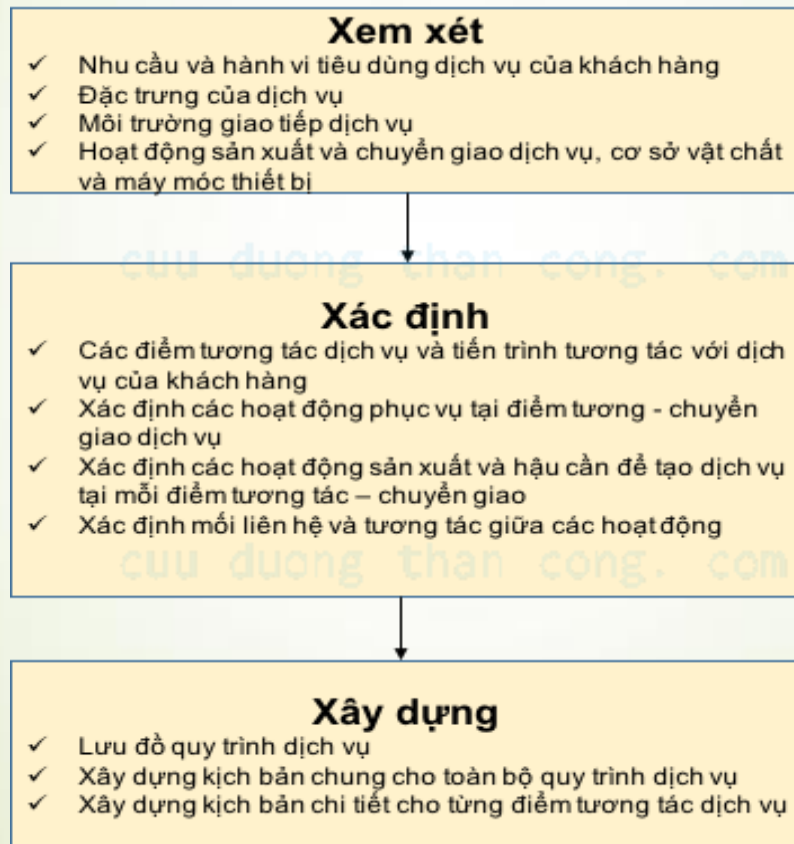 Xem xét
✓ Nhu cầu và hành vi tiêu dùng dịch vụ của khách hàng
✓ Đặc trưng của dịch vụ
✓ Môi trường giao tiếp dịch vụ
✓ Hoạt động sản xuất và chuyển giao dịch vụ, cơ sở vật chất
và máy móc thiết bị
cuu duong than cong. com
Xác định
✓ Các điểm tương tác dịch vụ và tiến trình tương tác với dịch
vụ của khách hàng
✓ Xác định các hoạt động phục vụ tại điểm tương - chuyển
giao dịch vụ
✓ Xác định các hoạt động sản xuất và hậu cần để tạo dịch vụ
tại mỗi điểm tương tác – chuyển giao
✓ Xác định mối liên hệ và tương tác giữa các hoạt động
cuu duong than cong. com
Xây dựng
✓ Lưu đồ quy trình dịch vụ
✓ Xây dựng kịch bản chung cho toàn bộ quy trình dịch vụ
✓ Xây dựng kịch bản chi tiết cho từng điểm tương tác dịch vụ